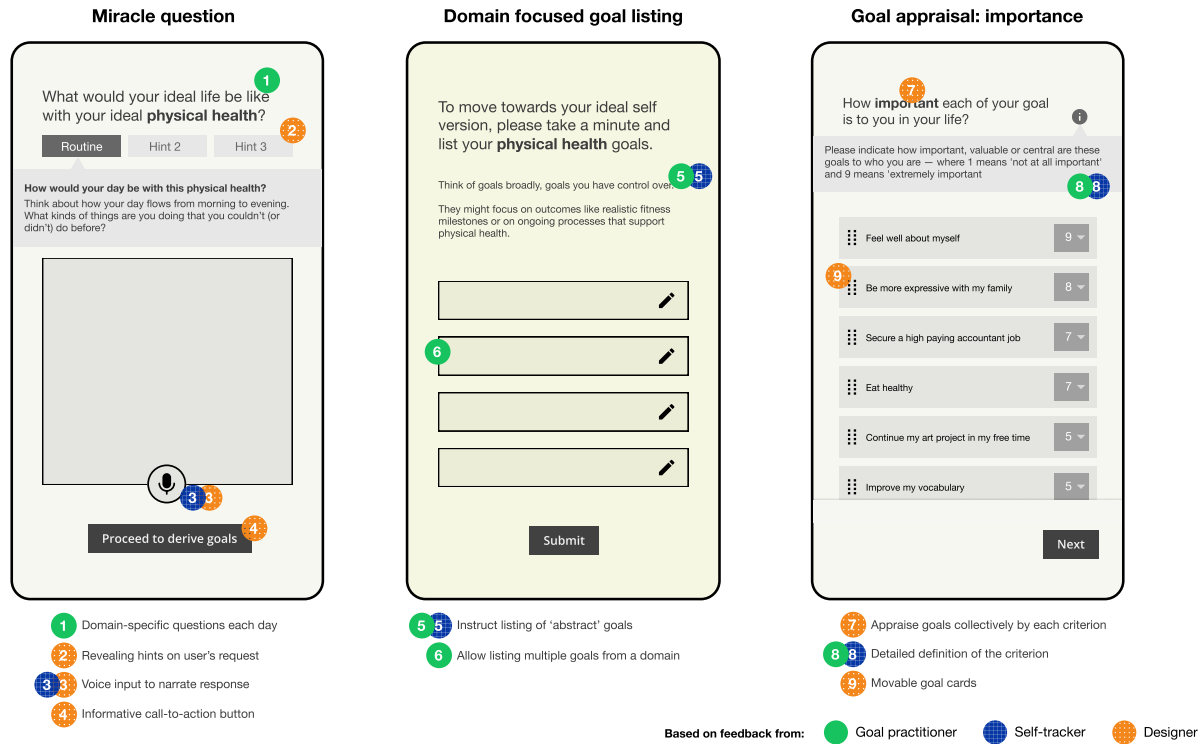 Miracle question
Domain focused goal listing
Goal appraisal: importance
1
What would your ideal life be like
with your ideal physical health?
2
Routine
Hint 2
Hint 3
How would your day be with this physical health?
Think about how your day flows from morning to evening.
What kinds of things are you doing that you couldn't (or
didn't) do before?
3 3
4
Proceed to derive goals
To move towards your ideal self
version, please take a minute and
list your physical health goals.
5 5
Think of goals broadly, goals you have control over.
They might focus on outcomes like realistic fitness
milestones or on ongoing processes that support
physical health.
6
Submit
7
How important each of your goal
is to you in your life?
i
Please indicate how important, valuable or central are these
goals to who you are — where 1 means 'not at all important'
and 9 means 'extremely important
8 8
Feel well about myself 9
9
Be more expressive with my family 8
Secure a high paying accountant job 7
Eat healthy 7
Continue my art project in my free time 5
Improve my vocabulary 5
Next
1 Domain-specific questions each day
2 Revealing hints on user's request
3 3 Voice input to narrate response
4 Informative call-to-action button
5 5 Instruct listing of 'abstract' goals
6 Allow listing multiple goals from a domain
7 Appraise goals collectively by each criterion
8 8 Detailed definition of the criterion
9 Movable goal cards
Based on feedback from: Goal practitioner Self-tracker Designer